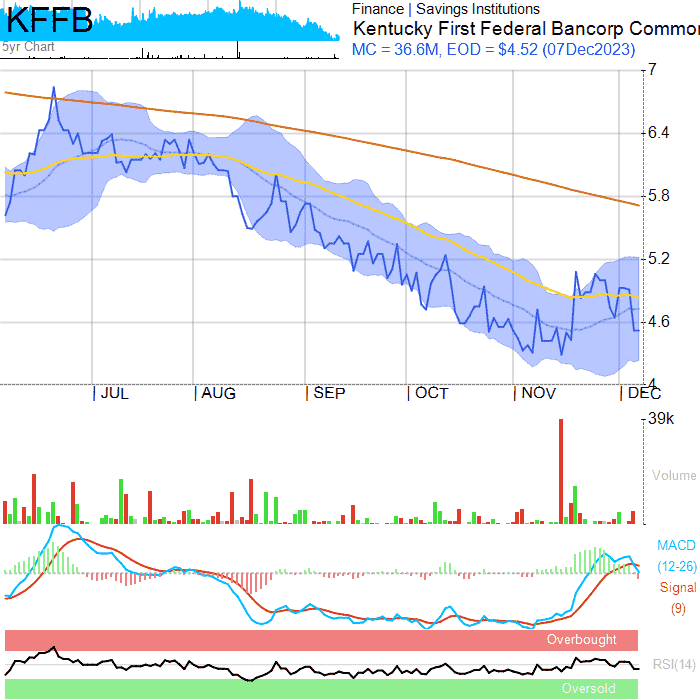 KFFB
5yr Chart
Finance | Savings Institutions
Kentucky First Federal Bancorp Commo
MC = 36.6M, EOD = $4.52 (07Dec2023)
7
6.4
5.8
5.2
4.6
4
| JUL | AUG | SEP | OCT | NOV | DEC
39k
Volume
MACD
(12-26)
Signal
(9)
Overbought
RSI(14)
Oversold